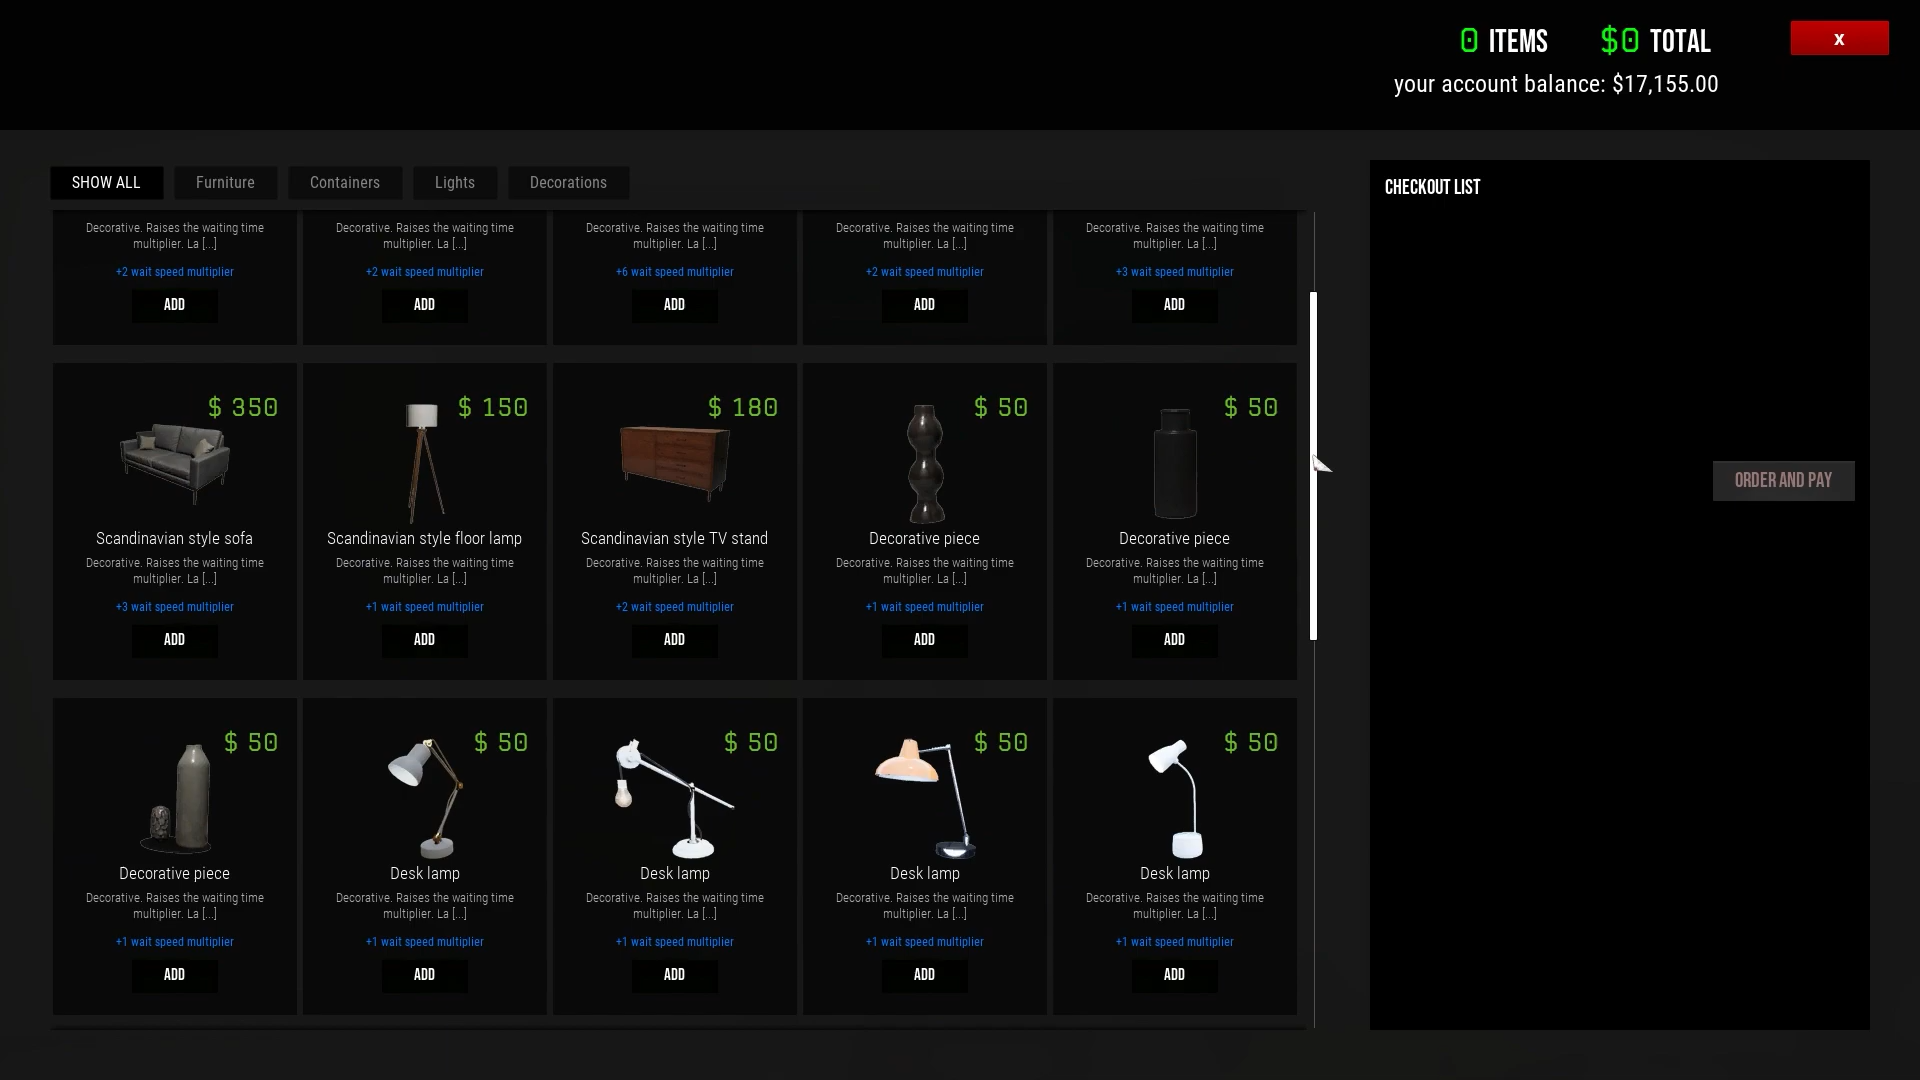 0 ITEMS $0 TOTAL
x
your account balance: $17,155.00
SHOW ALL Furniture Containers Lights Decorations
CHECKOUT LIST
Decorative. Raises the waiting time
multiplier. La [...]
+2 wait speed multiplier
ADD
Decorative. Raises the waiting time
multiplier. La [...]
+2 wait speed multiplier
ADD
Decorative. Raises the waiting time
multiplier. La [...]
+6 wait speed multiplier
ADD
Decorative. Raises the waiting time
multiplier. La [...]
+2 wait speed multiplier
ADD
Decorative. Raises the waiting time
multiplier. La [...]
+3 wait speed multiplier
ADD
$ 350
Scandinavian style sofa
Decorative. Raises the waiting time
multiplier. La [...]
+3 wait speed multiplier
ADD
$ 150
Scandinavian style floor lamp
Decorative. Raises the waiting time
multiplier. La [...]
+1 wait speed multiplier
ADD
$ 180
Scandinavian style TV stand
Decorative. Raises the waiting time
multiplier. La [...]
+2 wait speed multiplier
ADD
$ 50
Decorative piece
Decorative. Raises the waiting time
multiplier. La [...]
+1 wait speed multiplier
ADD
$ 50
Decorative piece
Decorative. Raises the waiting time
multiplier. La [...]
+1 wait speed multiplier
ADD
ORDER AND PAY
$ 50
Decorative piece
Decorative. Raises the waiting time
multiplier. La [...]
+1 wait speed multiplier
ADD
$ 50
Desk lamp
Decorative. Raises the waiting time
multiplier. La [...]
+1 wait speed multiplier
ADD
$ 50
Desk lamp
Decorative. Raises the waiting time
multiplier. La [...]
+1 wait speed multiplier
ADD
$ 50
Desk lamp
Decorative. Raises the waiting time
multiplier. La [...]
+1 wait speed multiplier
ADD
$ 50
Desk lamp
Decorative. Raises the waiting time
multiplier. La [...]
+1 wait speed multiplier
ADD